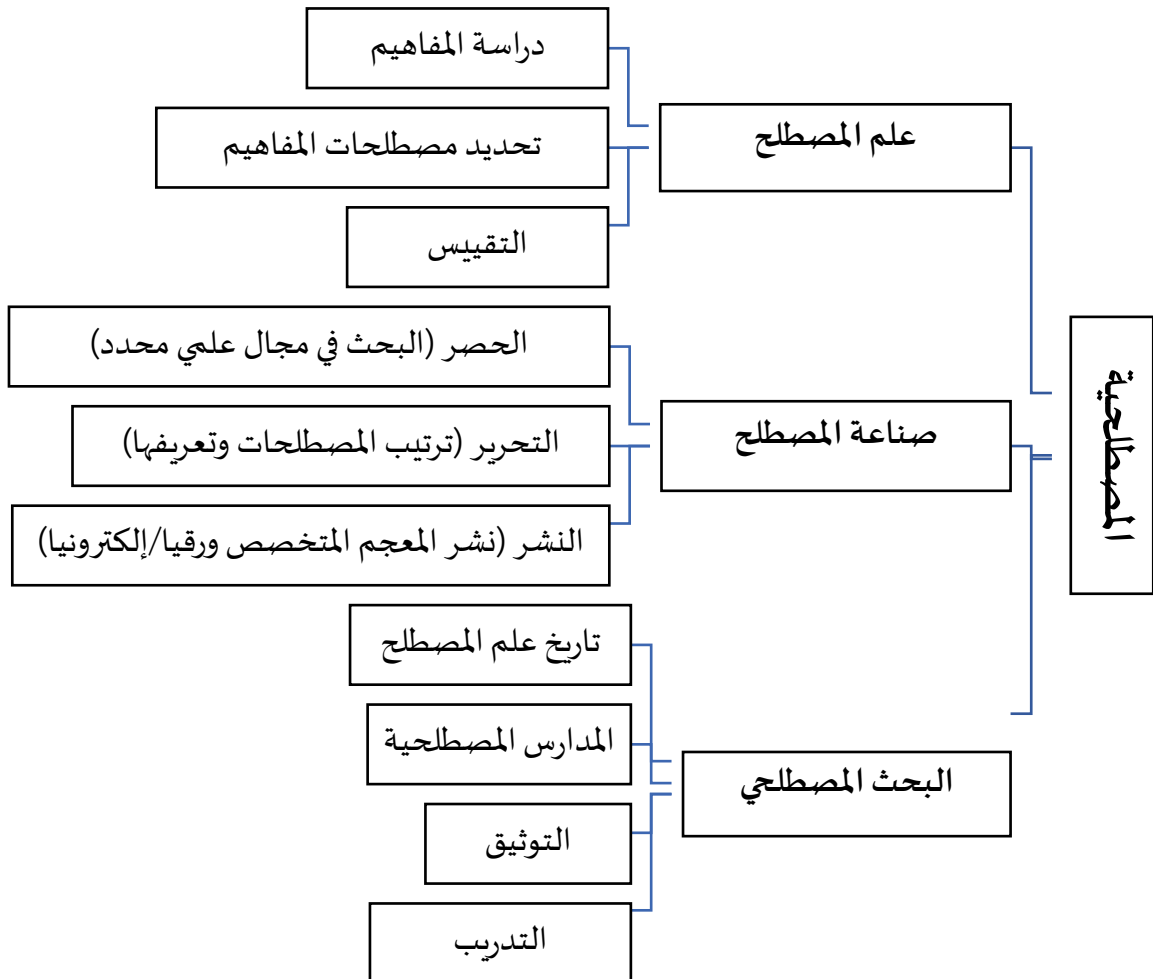 المصطلحية
علم المصطلح
دراسة المفاهيم
تحديد مصطلحات المفاهيم
التقييس
صناعة المصطلح
الحصر (البحث في مجال علمي محدد)
التحرير (ترتيب المصطلحات وتعريفها)
النشر (نشر المعجم المتخصص ورقيا/إلكترونيا)
البحث المصطلحي
تاريخ علم المصطلح
المدارس المصطلحية
التوثيق
التدريب